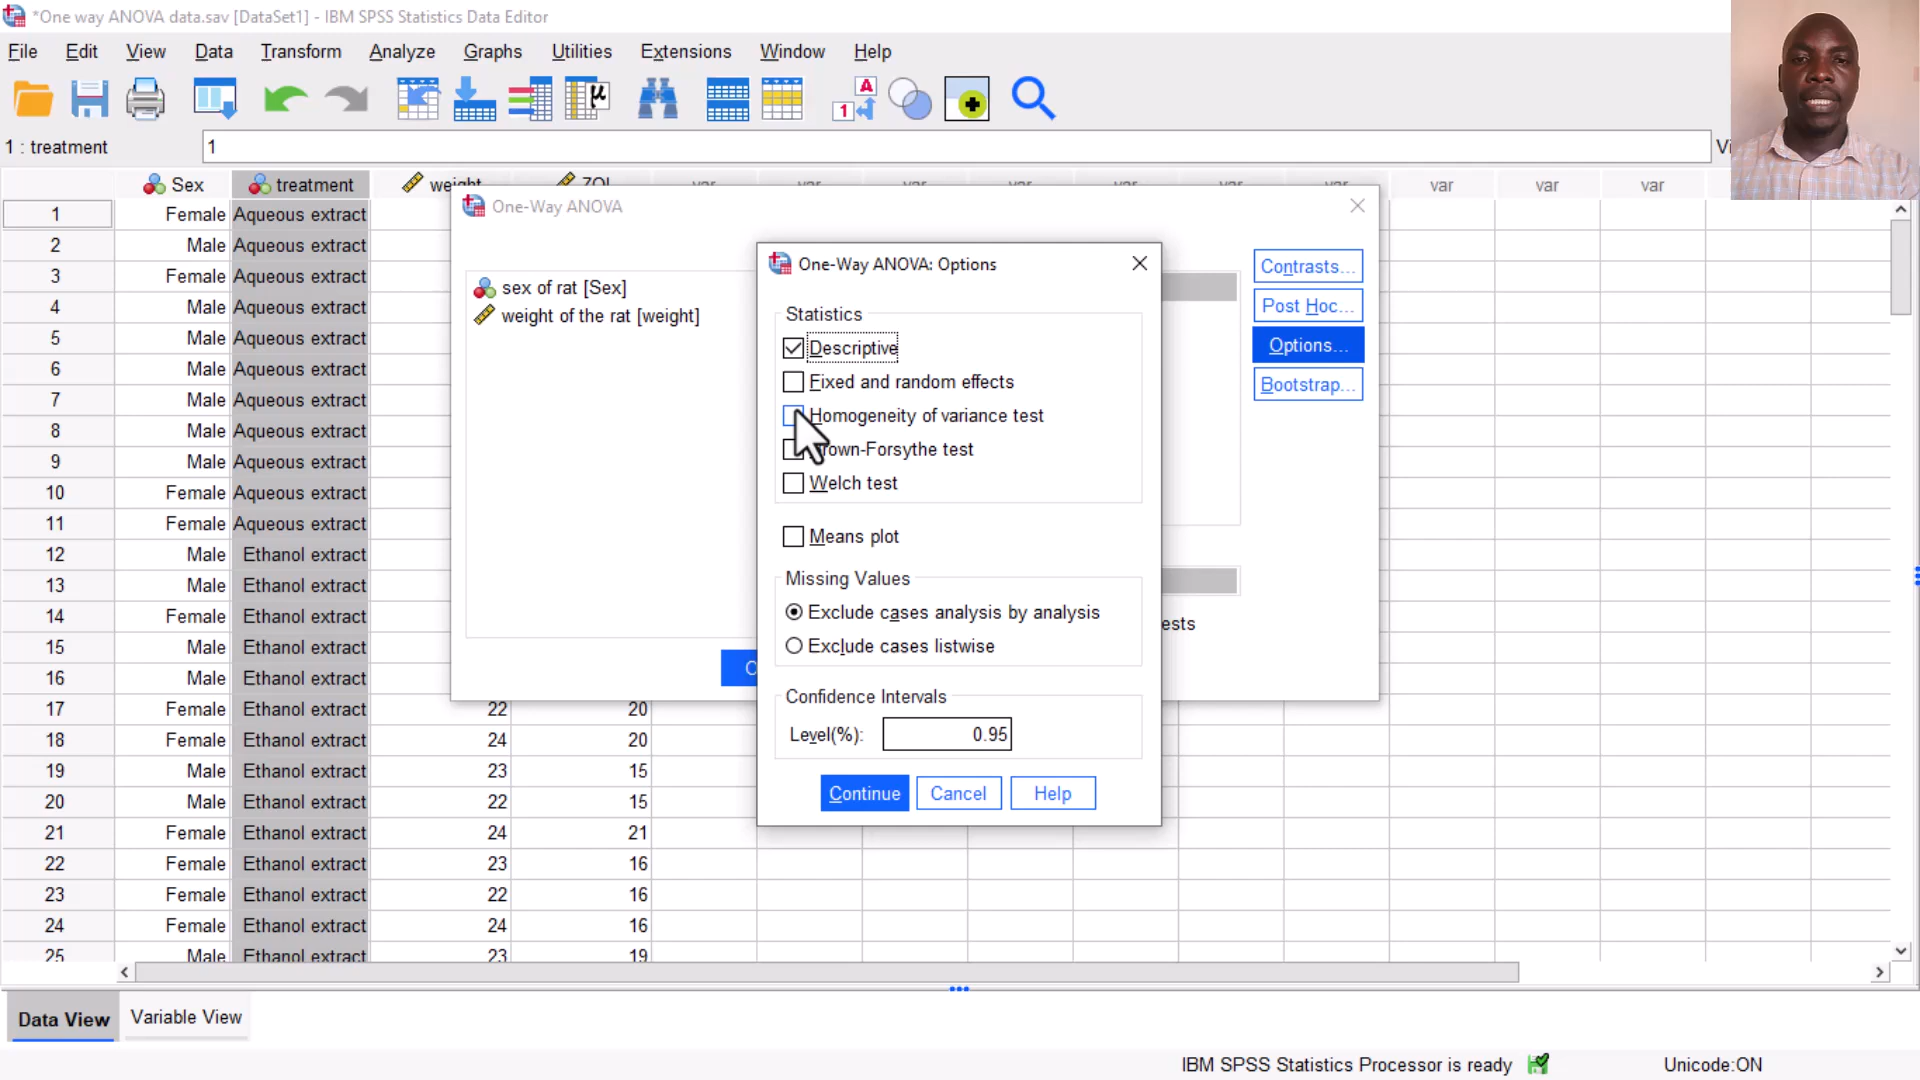 *One way ANOVA data.sav [DataSet1] - IBM SPSS Statistics Data Editor
File Edit View Data Transform Analyze Graphs Utilities Extensions Window Help
1 : treatment 1
Sex treatment var var var
One-Way ANOVA
sex of rat [Sex]
weight of the rat [weight]
Contrasts...
Post Hoc...
Options...
Bootstrap...
One-Way ANOVA: Options
Statistics
Descriptive
Fixed and random effects
Homogeneity of variance test
Brown-Forsythe test
Welch test
Means plot
Missing Values
Exclude cases analysis by analysis
Exclude cases listwise
Confidence Intervals
Level(%): 0.95
Continue Cancel Help
1 Female Aqueous extract
2 Male Aqueous extract
3 Female Aqueous extract
4 Male Aqueous extract
5 Male Aqueous extract
6 Male Aqueous extract
7 Male Aqueous extract
8 Male Aqueous extract
9 Male Aqueous extract
10 Female Aqueous extract
11 Female Aqueous extract
12 Male Ethanol extract
13 Male Ethanol extract
14 Female Ethanol extract
15 Male Ethanol extract
16 Male Ethanol extract
17 Female Ethanol extract 22 20
18 Female Ethanol extract 24 20
19 Male Ethanol extract 23 15
20 Male Ethanol extract 22 15
21 Female Ethanol extract 24 21
22 Female Ethanol extract 23 16
23 Female Ethanol extract 22 16
24 Female Ethanol extract 24 16
25 Male Ethanol extract 23 19
Data View Variable View
IBM SPSS Statistics Processor is ready Unicode:ON